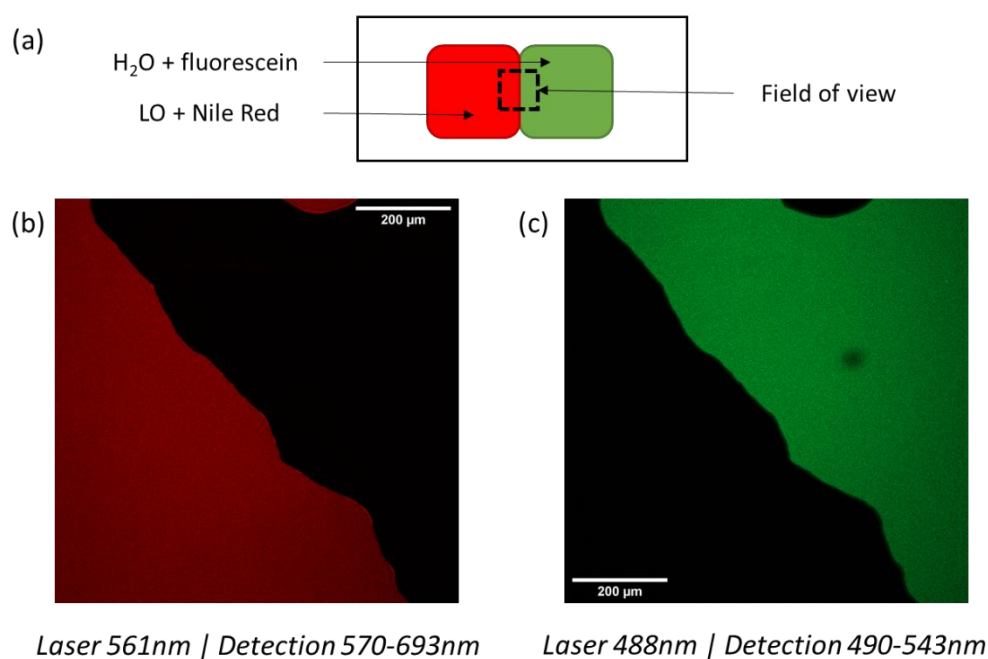 (a)
H₂O + fluorescein
LO + Nile Red
Field of view
(b)
200 µm
(c)
200 µm
Laser 561nm | Detection 570-693nm
Laser 488nm | Detection 490-543nm